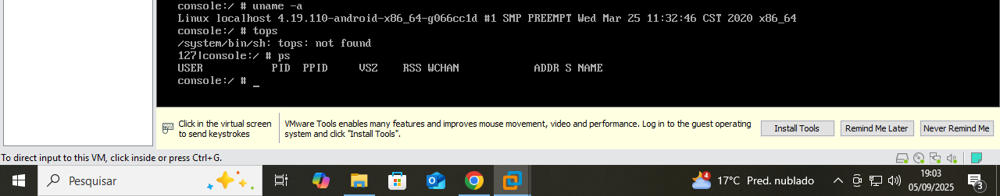 console:/ # uname -a
Linux localhost 4.19.110-android-x86_64-g066cc1d #1 SMP PREEMPT Wed Mar 25 11:32:46 CST 2020 x86_64
console:/ # tops
/system/bin/sh: tops: not found
127|console:/ # ps
USER PID PPID VSZ RSS WCHAN ADDR S NAME
console:/ # _
Click in the virtual screen to send keystrokes
VMware Tools enables many features and improves mouse movement, video and performance. Log in to the guest operating system and click "Install Tools".
Install Tools
Remind Me Later
Never Remind Me
To direct input to this VM, click inside or press Ctrl+G.
Pesquisar
4
17°C Pred. nublado
19:03
05/09/2025
3